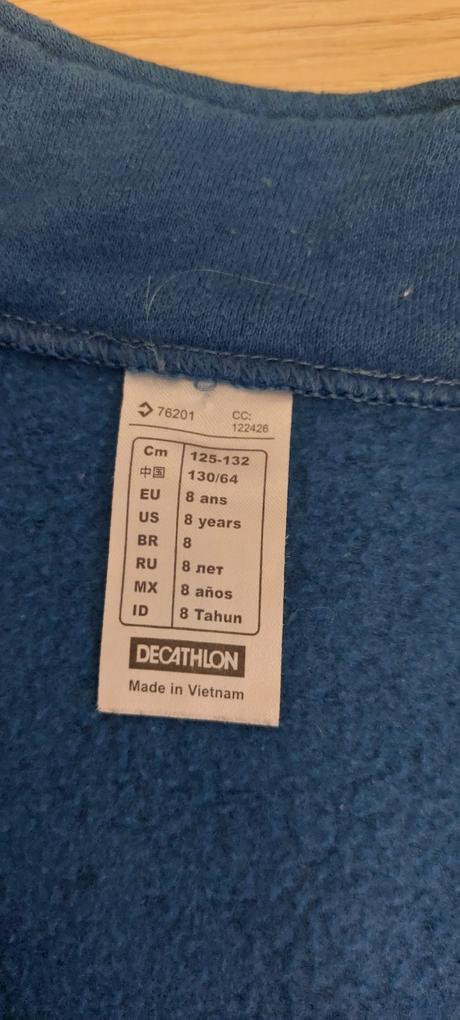 76201 CC:
122426
Cm 125-132
中国 130/64
EU 8 ans
US 8 years
BR 8
RU 8 лет
MX 8 años
ID 8 Tahun
DECATHLON
Made in Vietnam